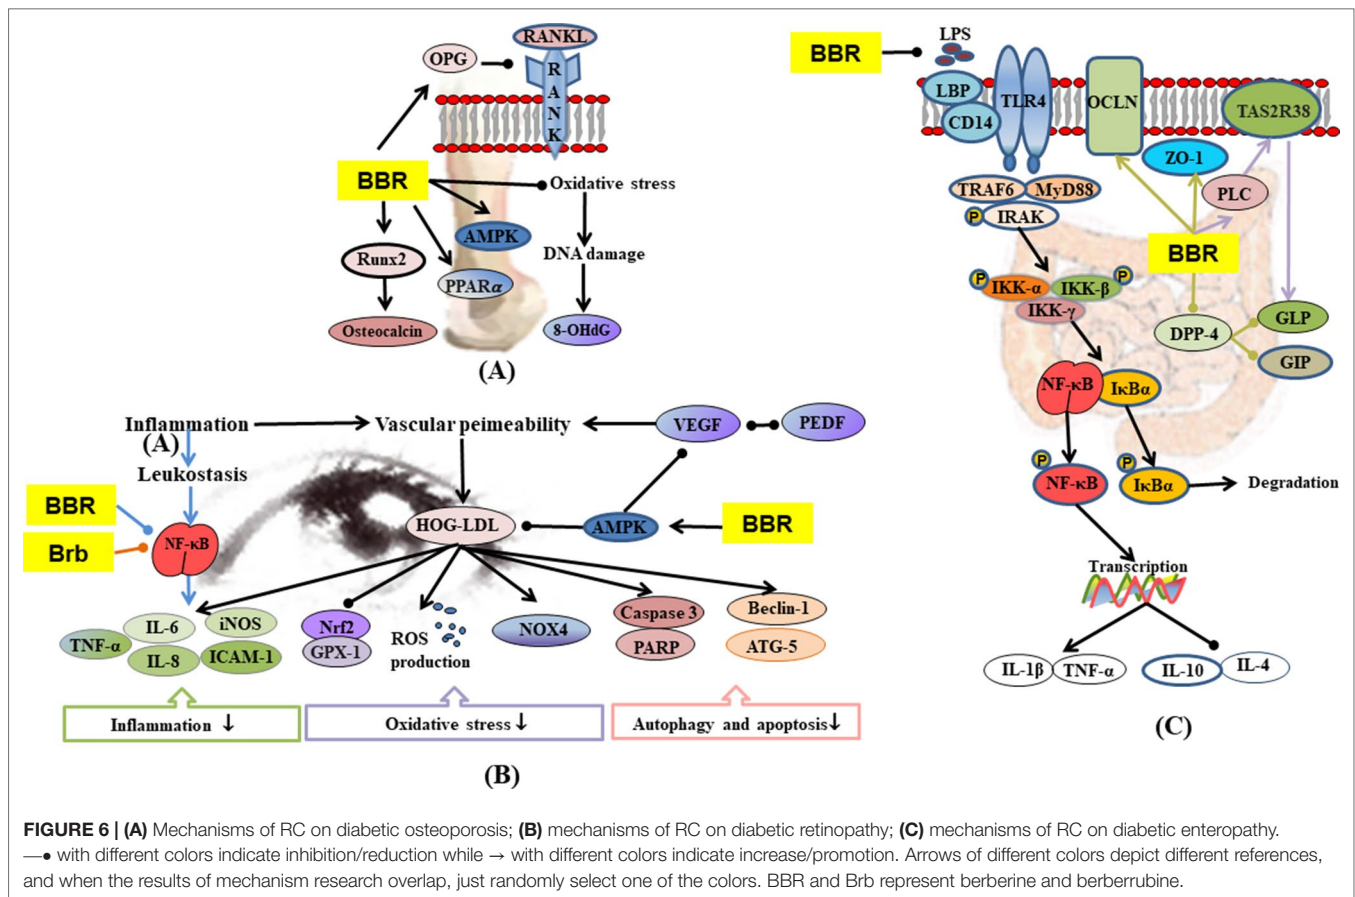 RANKL
OPG
R
A
N
K
BBR
Oxidative stress
AMPK
Runx2
DNA damage
PPARα
Osteocalcin
8-OHdG
(A)
BBR
LPS
LBP
CD14
TLR4
OCLN
TAS2R38
ZO-1
TRAF6
MyD88
PLC
P
IRAK
BBR
P
IKK-α
IKK-β
P
IKK-γ
DPP-4
GLP
GIP
NF-κB
IκBα
P
NF-κB
P
IκBα
Degradation
Transcription
IL-1β
TNF-α
IL-10
IL-4
(C)
Inflammation
Vascular peimeability
VEGF
PEDF
(A)
Leukostasis
BBR
Brb
NF-κB
HOG-LDL
AMPK
BBR
TNF-α
IL-6
iNOS
IL-8
ICAM-1
Nrf2
GPX-1
ROS
production
NOX4
Caspase 3
PARP
Beclin-1
ATG-5
Inflammation ↓
Oxidative stress ↓
Autophagy and apoptosis↓
(B)
FIGURE 6 | (A) Mechanisms of RC on diabetic osteoporosis; (B) mechanisms of RC on diabetic retinopathy; (C) mechanisms of RC on diabetic enteropathy.
—● with different colors indicate inhibition/reduction while → with different colors indicate increase/promotion. Arrows of different colors depict different references,
and when the results of mechanism research overlap, just randomly select one of the colors. BBR and Brb represent berberine and berberrubine.